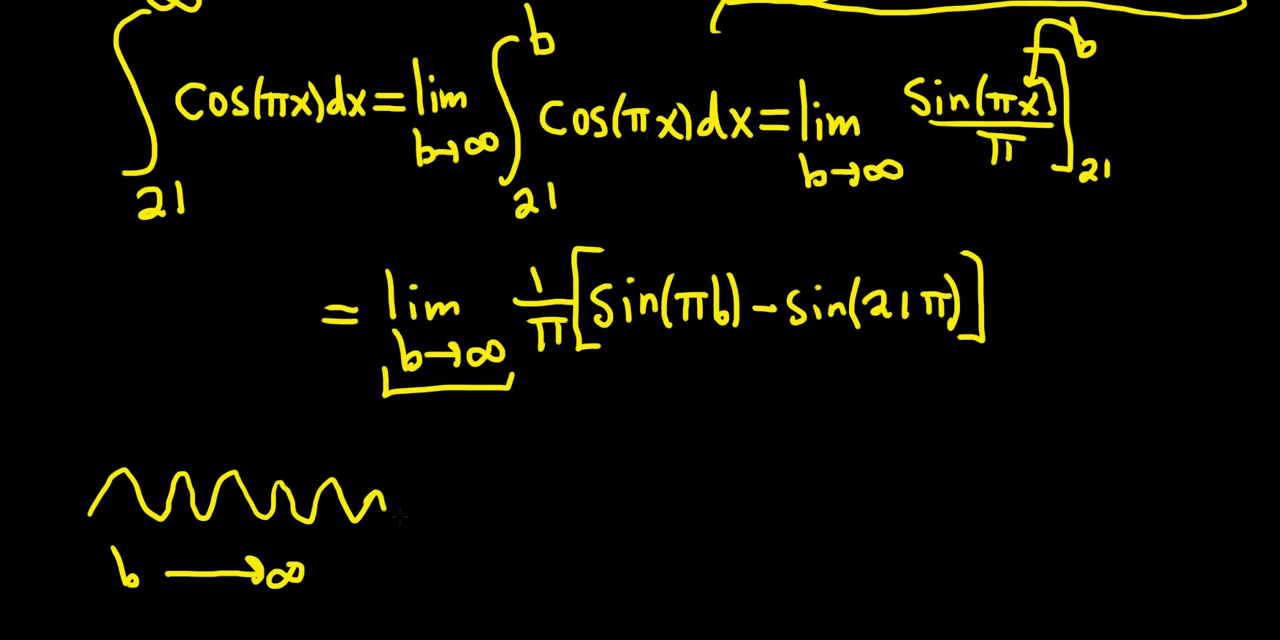 ∫_{21}^{∞} cos(πx)dx = lim_{b→∞} ∫_{21}^{b} cos(πx)dx = lim_{b→∞} sin(πx)/π ]_{21}^{b}
= lim_{b→∞} 1/π [sin(πb) - sin(21π)]
b → ∞